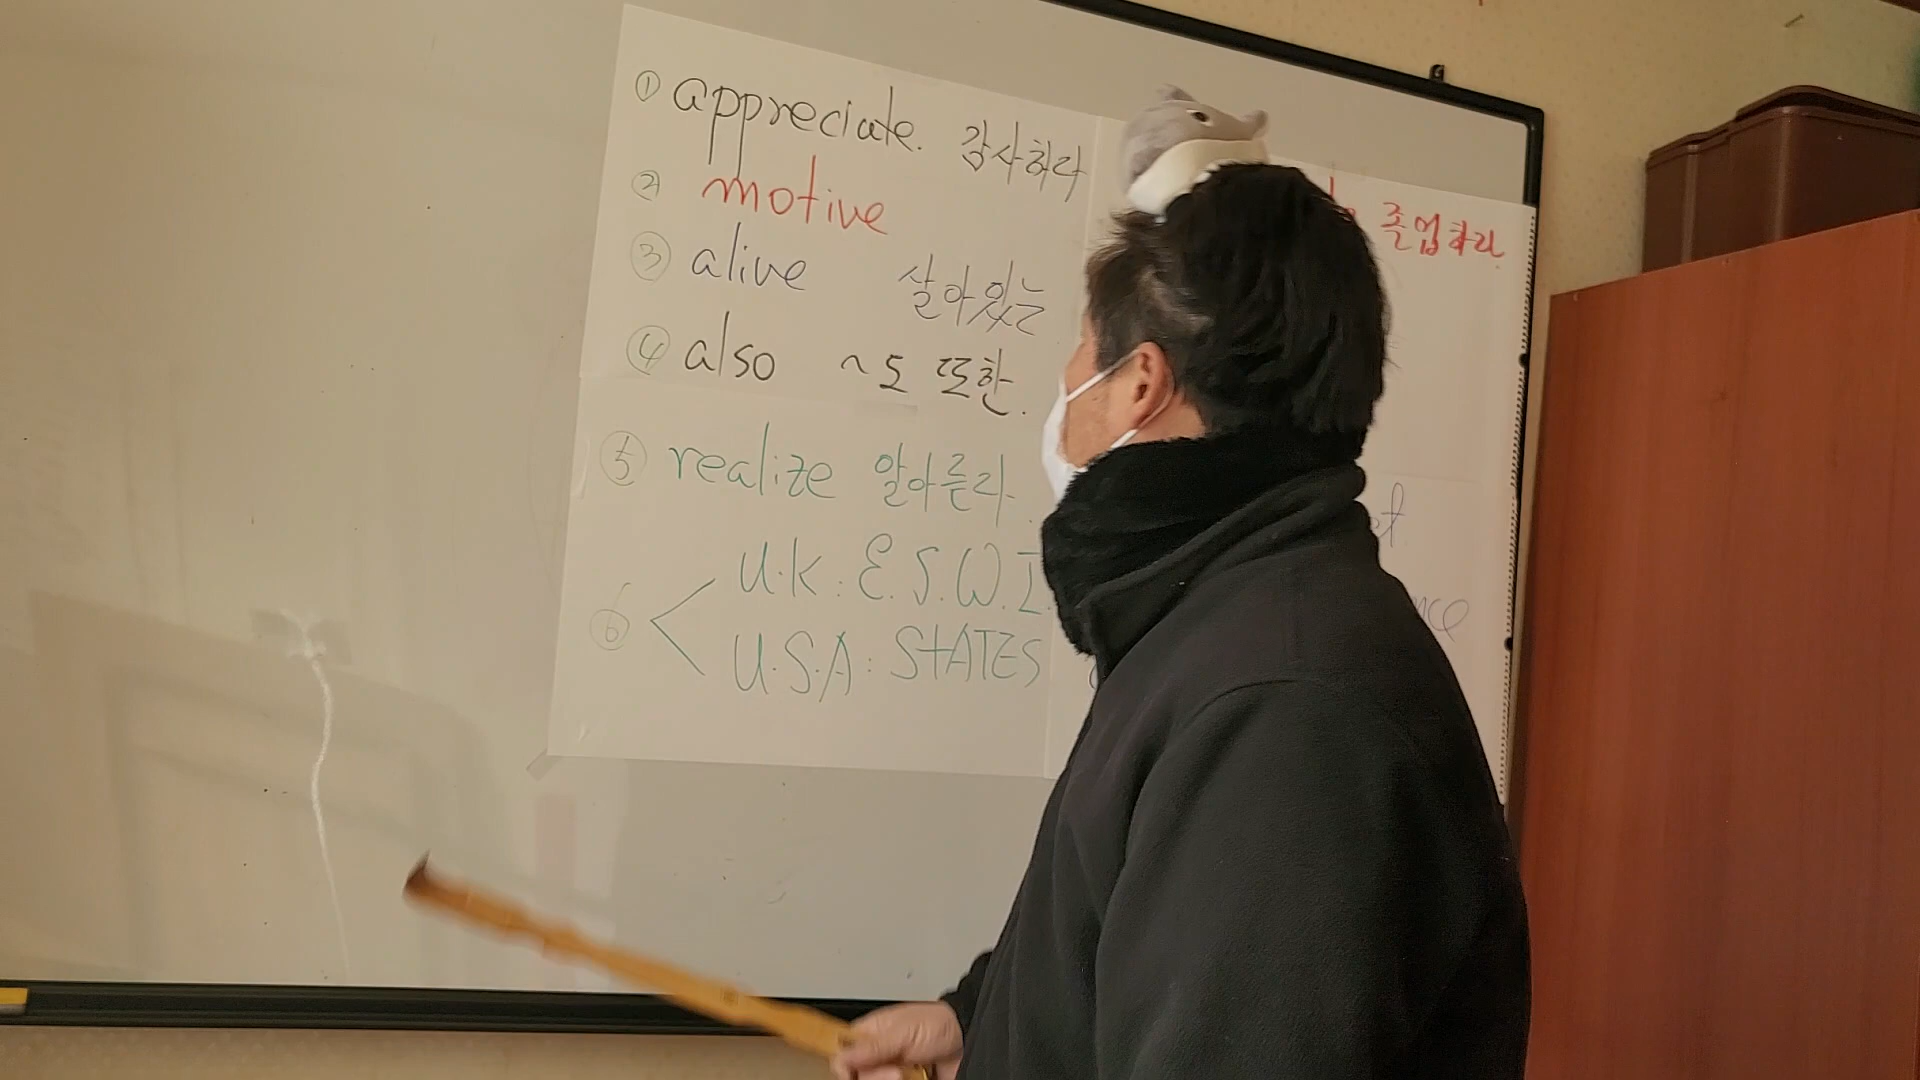 ① appreciate. 감사하다
② motive
③ alive 살아있는
④ also ~도 또한.
⑤ realize 알아든다.
⑥ U.K : E. S. W. I.
U.S.A : STATES
졸업하다.